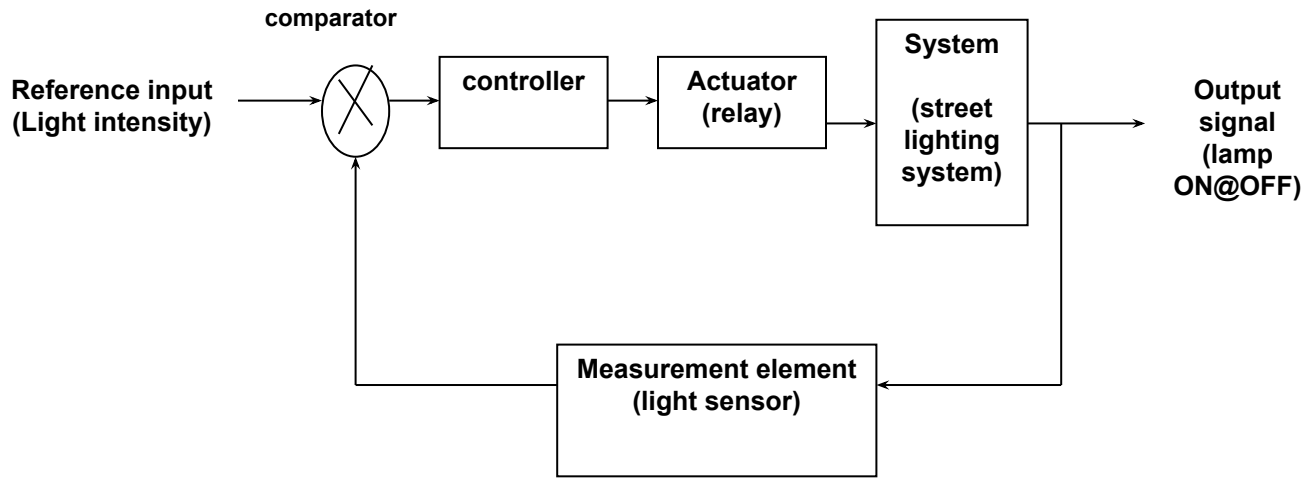 comparator
Reference input
(Light intensity)
controller
Actuator
(relay)
System
(street
lighting
system)
Output
signal
(lamp
ON@OFF)
Measurement element
(light sensor)